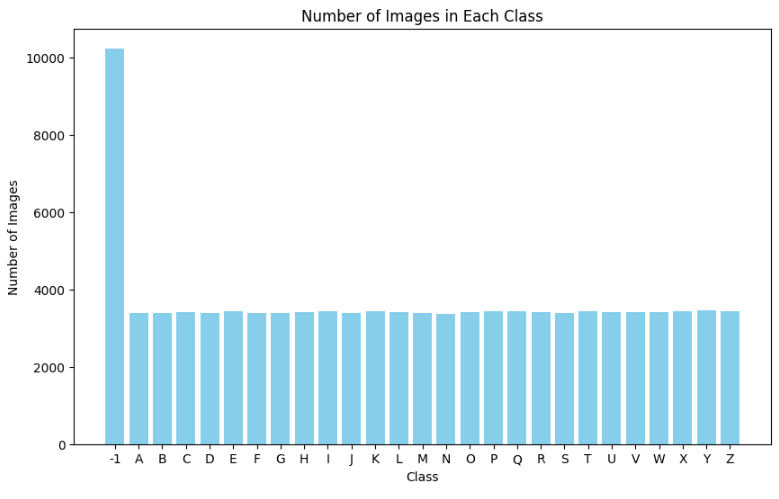 Number of Images in Each Class
Number of Images
10000
8000
6000
4000
2000
0
-1 A B C D E F G H I J K L M N O P Q R S T U V W X Y Z
Class